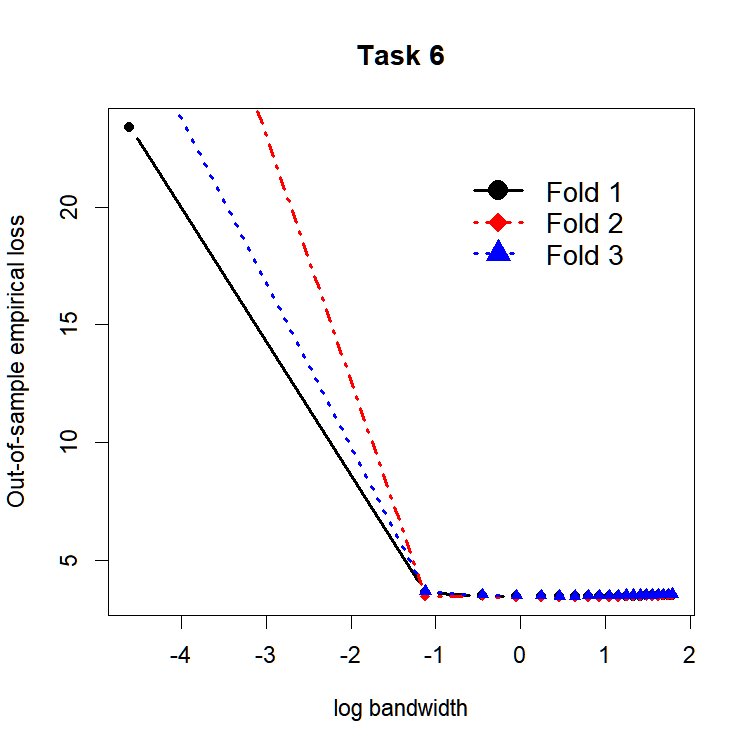 Task 6
Out-of-sample empirical loss
20
15
10
5
Fold 1
Fold 2
Fold 3
-4 -3 -2 -1 0 1 2
log bandwidth